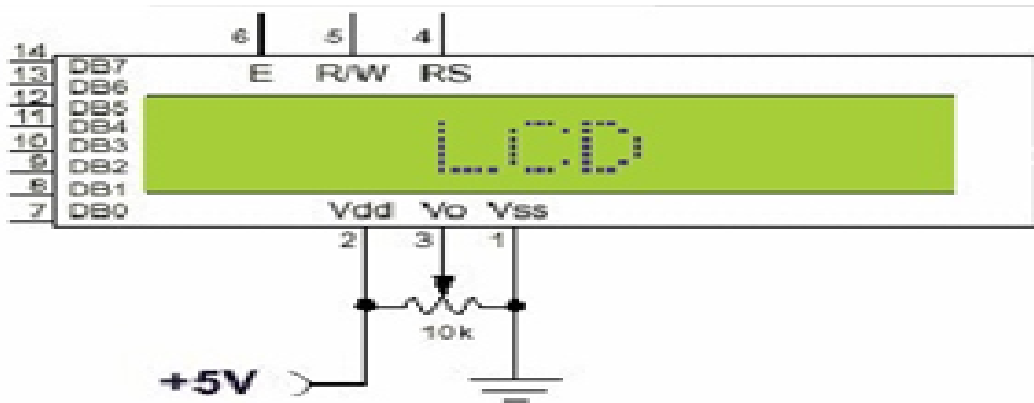 6 5 4
E R/W RS
14 DB7
13 DB6
12 DB5
11 DB4
10 DB3
9 DB2
8 DB1
7 DB0
LCD
Vdd Vo Vss
2 3 1
10k
+5V